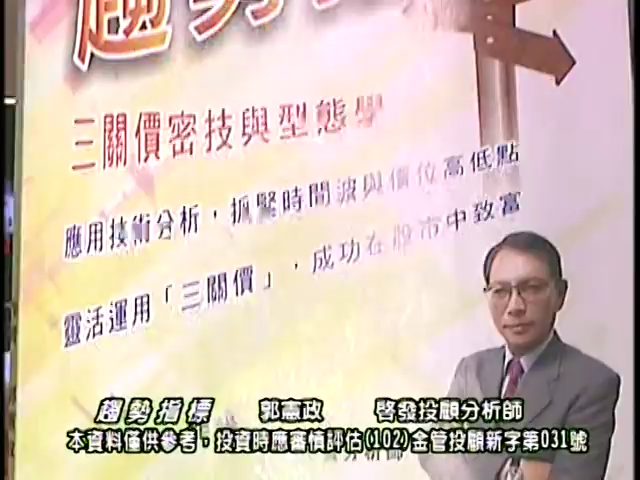 趨勢
三關價密技與型態學
應用技術分析，抓緊時間波與價位高低點
靈活運用「三關價」，成功在股市中致富
趨勢指標 郭憲政 啓發投顧分析師
本資料僅供參考，投資時應審慎評估(102)金管投顧新字第031號